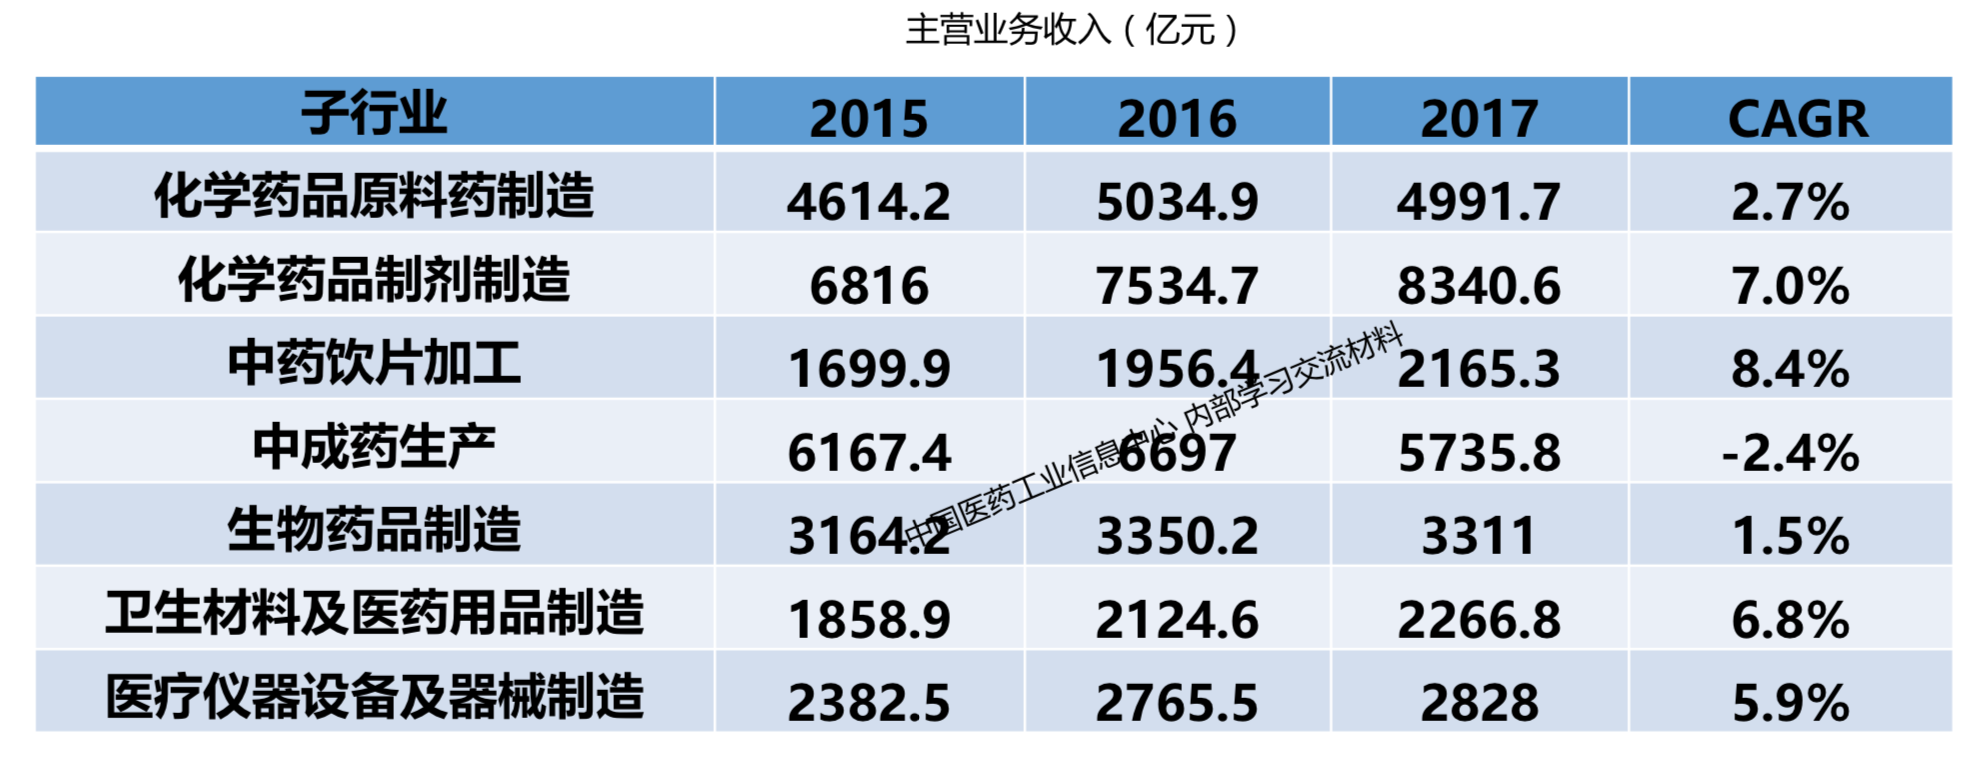 主营业务收入（亿元）
子行业 2015 2016 2017 CAGR
化学药品原料药制造 4614.2 5034.9 4991.7 2.7%
化学药品制剂制造 6816 7534.7 8340.6 7.0%
中药饮片加工 1699.9 1956.4 2165.3 8.4%
中成药生产 6167.4 6697 5735.8 -2.4%
生物药品制造 3164.2 3350.2 3311 1.5%
卫生材料及医药用品制造 1858.9 2124.6 2266.8 6.8%
医疗仪器设备及器械制造 2382.5 2765.5 2828 5.9%
中国医药工业信息中心 内部学习交流材料